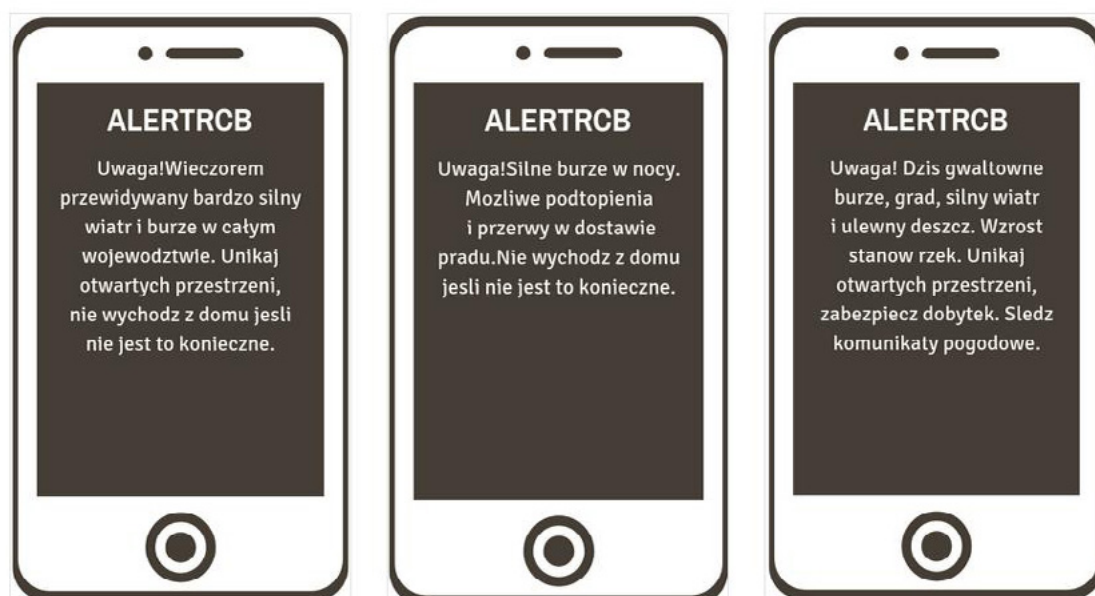 ALERTRCB
Uwaga!Wieczorem
przewidywany bardzo silny
wiatr i burze w całym
wojewodztwie. Unikaj
otwartych przestrzeni,
nie wychodz z domu jesli
nie jest to konieczne.
ALERTRCB
Uwaga!Silne burze w nocy.
Mozliwe podtopienia
i przerwy w dostawie
pradu.Nie wychodz z domu
jesli nie jest to konieczne.
ALERTRCB
Uwaga! Dzis gwaltowne
burze, grad, silny wiatr
i ulewny deszcz. Wzrost
stanow rzek. Unikaj
otwartych przestrzeni,
zabezpiecz dobytek. Sledz
komunikaty pogodowe.